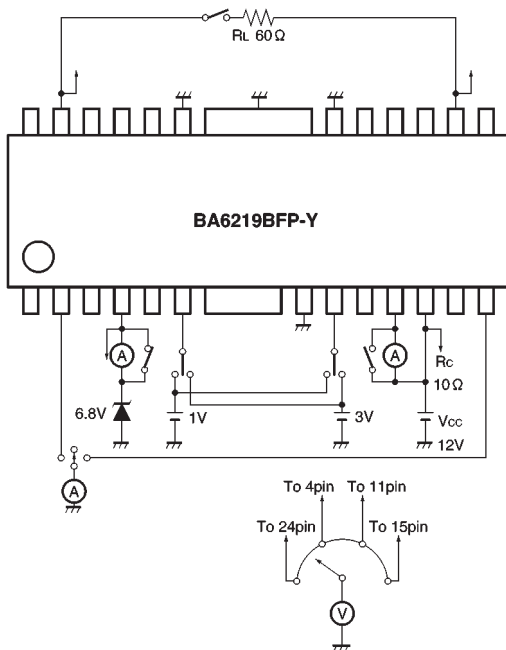 RL 60Ω
BA6219BFP-Y
A
A
RC
10Ω
6.8V
1V
3V
VCC
12V
A
To 4pin
To 11pin
To 24pin
To 15pin
V